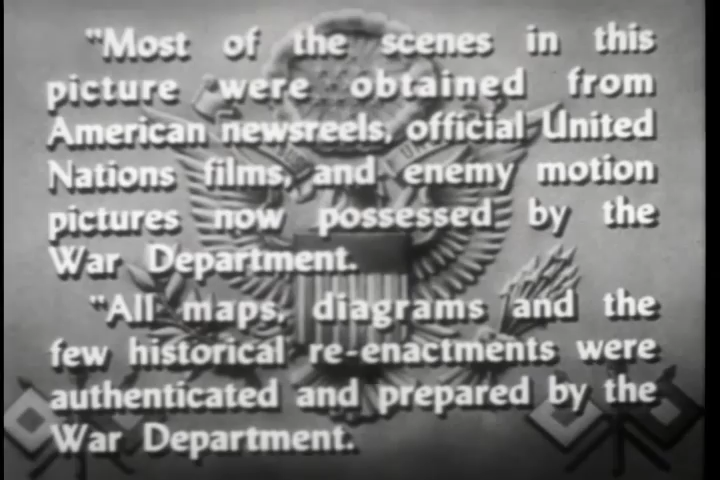 "Most of the scenes in this
picture were obtained from
American newsreels, official United
Nations films, and enemy motion
pictures now possessed by the
War Department.
"All maps, diagrams and the
few historical re-enactments were
authenticated and prepared by the
War Department.